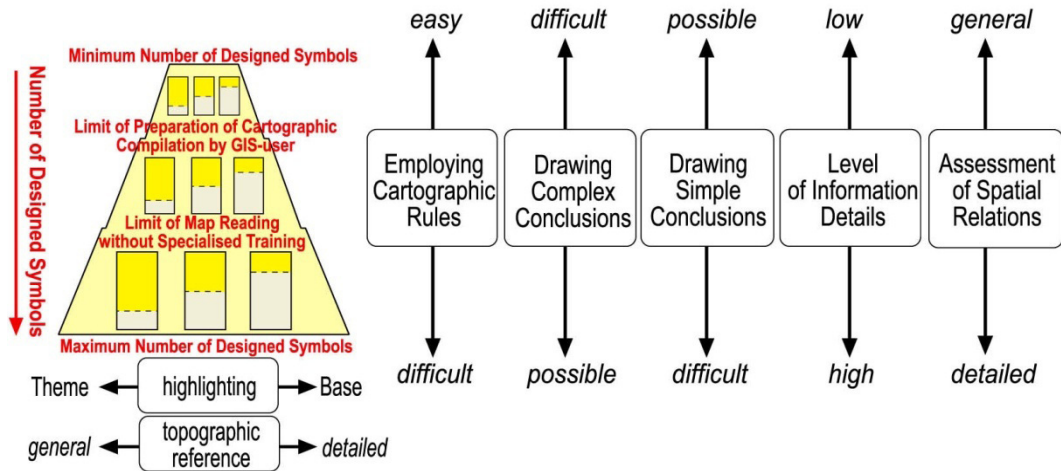 easy
difficult
possible
low
general
Number of Designed Symbols
Minimum Number of Designed Symbols
Limit of Preparation of Cartographic
Compilation by GIS-user
Limit of Map Reading
without Specialised Training
Maximum Number of Designed Symbols
Employing
Cartographic
Rules
Drawing
Complex
Conclusions
Drawing
Simple
Conclusions
Level
of Information
Details
Assessment
of Spatial
Relations
difficult
possible
difficult
high
detailed
Theme
highlighting
Base
general
topographic
reference
detailed